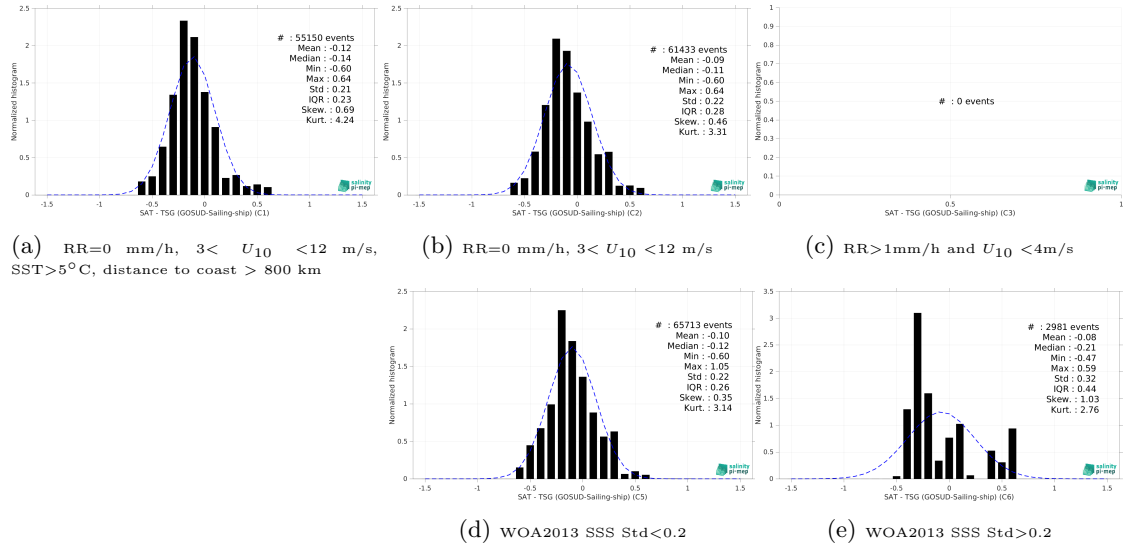 2.5
2
1.5
1
0.5
0
Normalized histogram
# : 55150 events
Mean : -0.12
Median : -0.14
Min : -0.60
Max : 0.64
Std : 0.21
IQR : 0.23
Skew. : 0.69
Kurt. : 4.24
salinity
pi-mep
-1.5 -1 -0.5 0 0.5 1 1.5
SAT - TSG (GOSUD-Sailing-ship) (C1)
(a) RR=0 mm/h, 3< U10 <12 m/s,
SST>5°C, distance to coast > 800 km
2.5
2
1.5
1
0.5
0
Normalized histogram
# : 61433 events
Mean : -0.09
Median : -0.11
Min : -0.60
Max : 0.64
Std : 0.22
IQR : 0.28
Skew. : 0.46
Kurt. : 3.31
salinity
pi-mep
-1.5 -1 -0.5 0 0.5 1 1.5
SAT - TSG (GOSUD-Sailing-ship) (C2)
(b) RR=0 mm/h, 3< U10 <12 m/s
1
0.9
0.8
0.7
0.6
0.5
0.4
0.3
0.2
0.1
0
Normalized histogram
# : 0 events
salinity
pi-mep
0 0.5 1
SAT - TSG (GOSUD-Sailing-ship) (C3)
(c) RR>1mm/h and U10 <4m/s
2.5
2
1.5
1
0.5
0
Normalized histogram
# : 65713 events
Mean : -0.10
Median : -0.12
Min : -0.60
Max : 1.05
Std : 0.22
IQR : 0.26
Skew. : 0.35
Kurt. : 3.14
salinity
pi-mep
-1.5 -1 -0.5 0 0.5 1 1.5
SAT - TSG (GOSUD-Sailing-ship) (C5)
(d) WOA2013 SSS Std<0.2
3.5
3
2.5
2
1.5
1
0.5
0
Normalized histogram
# : 2981 events
Mean : -0.08
Median : -0.21
Min : -0.47
Max : 0.59
Std : 0.32
IQR : 0.44
Skew. : 1.03
Kurt. : 2.76
salinity
pi-mep
-1.5 -1 -0.5 0 0.5 1 1.5
SAT - TSG (GOSUD-Sailing-ship) (C6)
(e) WOA2013 SSS Std>0.2